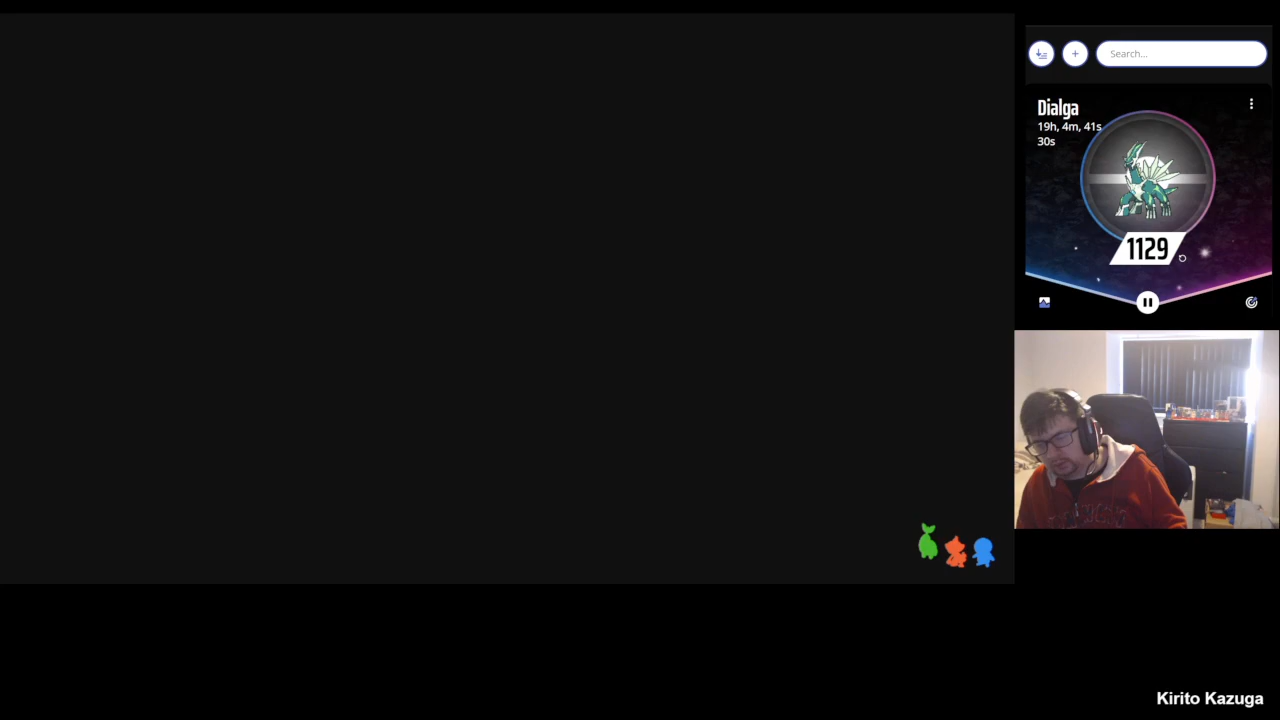 Search...
Dialga
19h, 4m, 41s
30s
1129
Kirito Kazuga